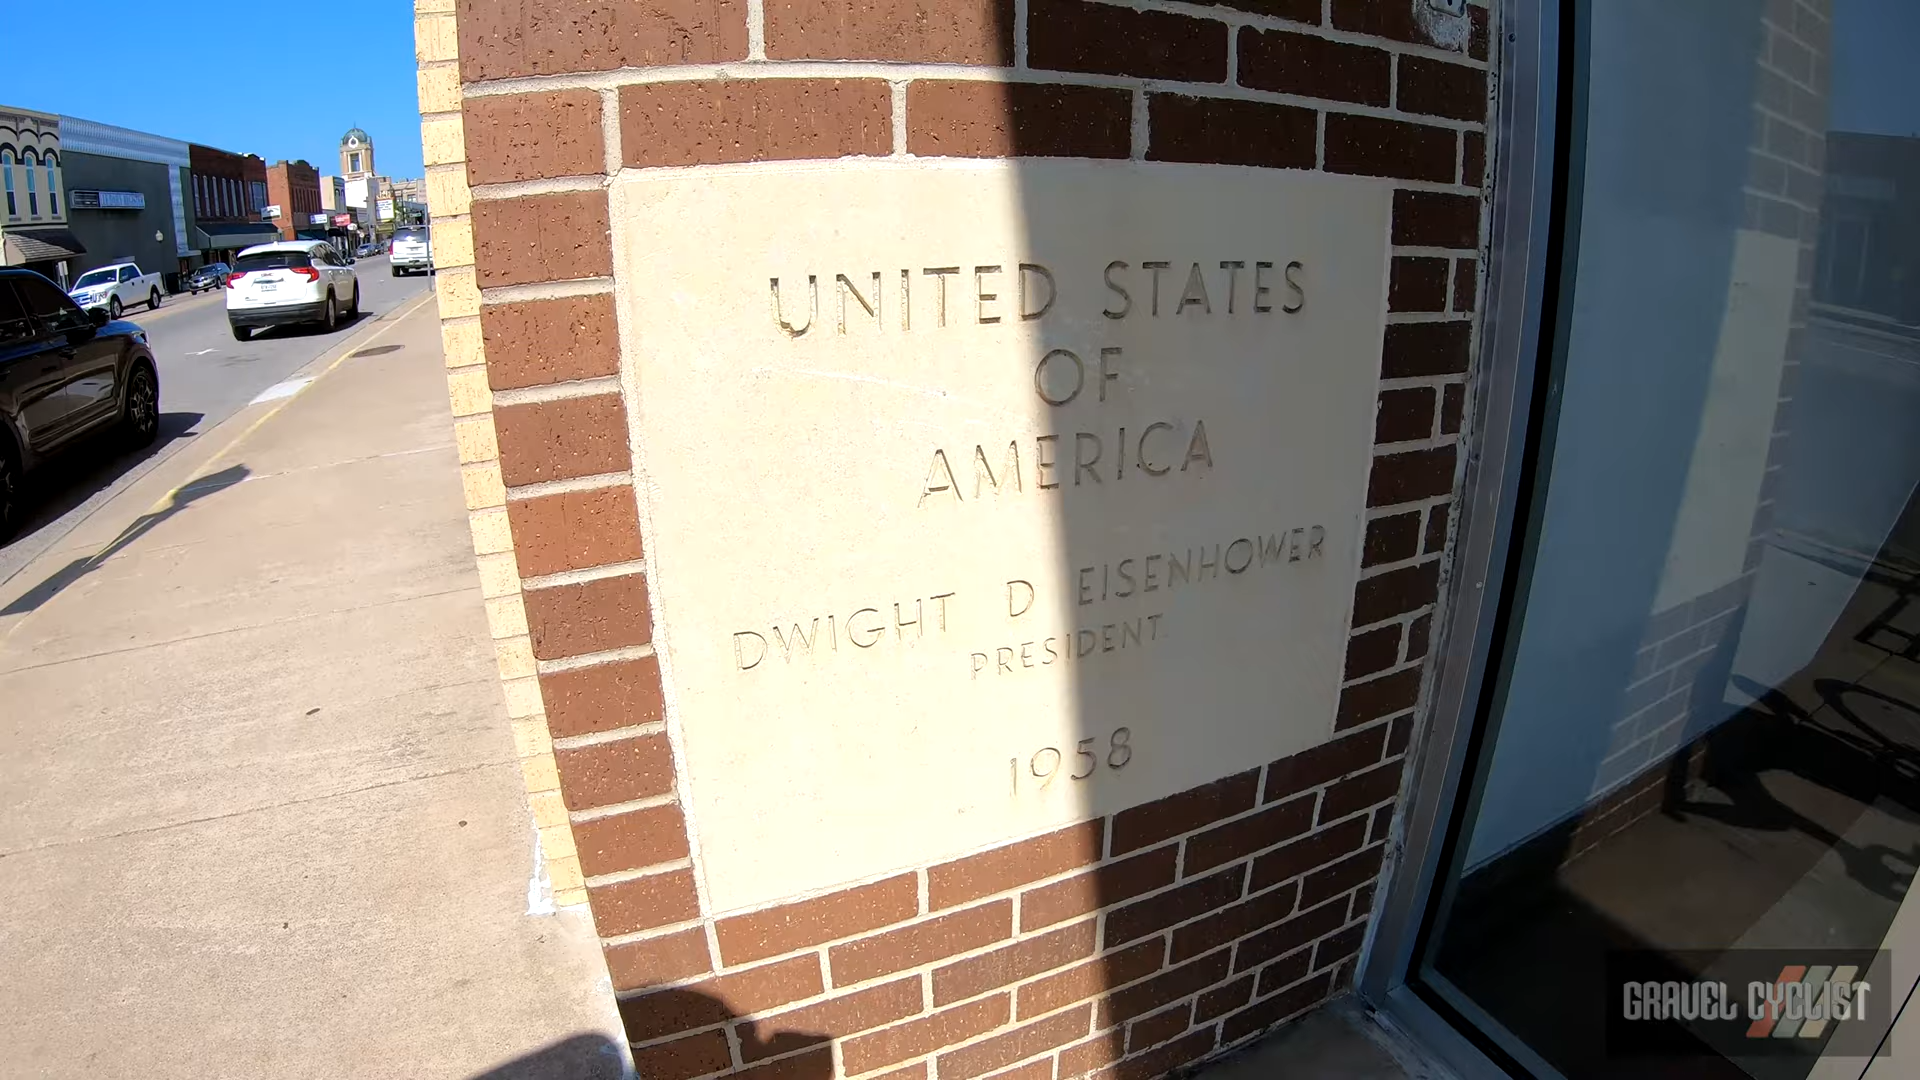 UNITED STATES
OF
AMERICA
DWIGHT D EISENHOWER
PRESIDENT
1958
GRAVEL CYCLIST